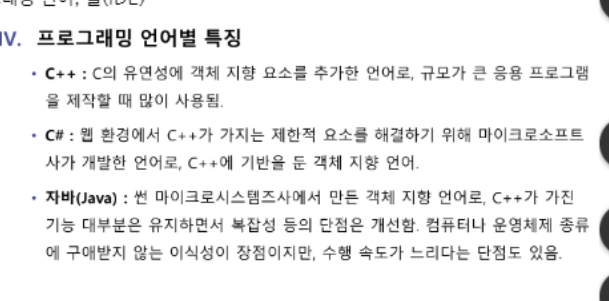 IV. 프로그래밍 언어별 특징
• C++ : C의 유연성에 객체 지향 요소를 추가한 언어로, 규모가 큰 응용 프로그램
을 제작할 때 많이 사용됨.
• C# : 웹 환경에서 C++가 가지는 제한적 요소를 해결하기 위해 마이크로소프트
사가 개발한 언어로, C++에 기반을 둔 객체 지향 언어.
• 자바(Java) : 썬 마이크로시스템즈사에서 만든 객체 지향 언어로, C++가 가진
기능 대부분은 유지하면서 복잡성 등의 단점은 개선함. 컴퓨터나 운영체제 종류
에 구애받지 않는 이식성이 장점이지만, 수행 속도가 느리다는 단점도 있음.